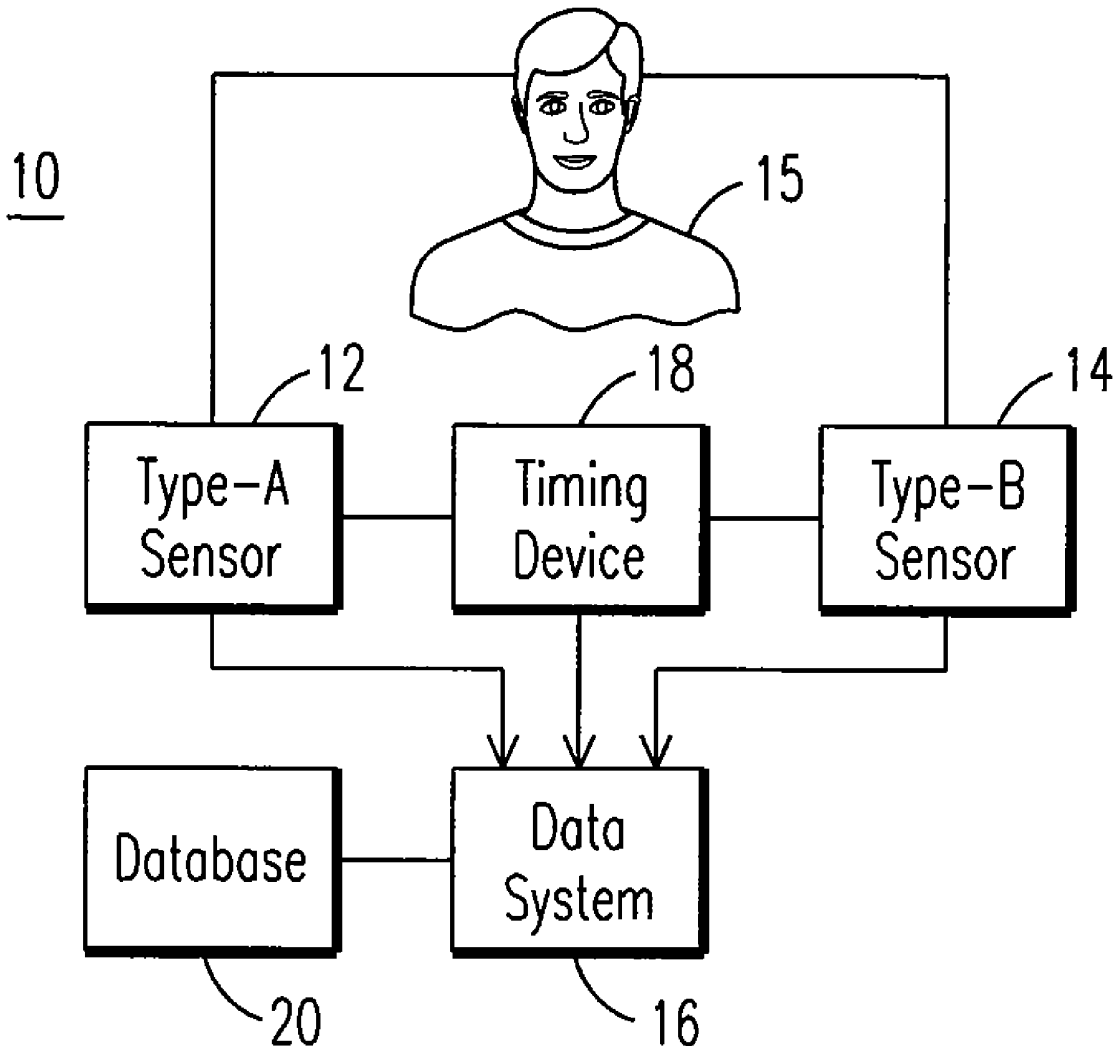 10
15
12
18
14
Type-A
Sensor
Timing
Device
Type-B
Sensor
Database
Data
System
20
16